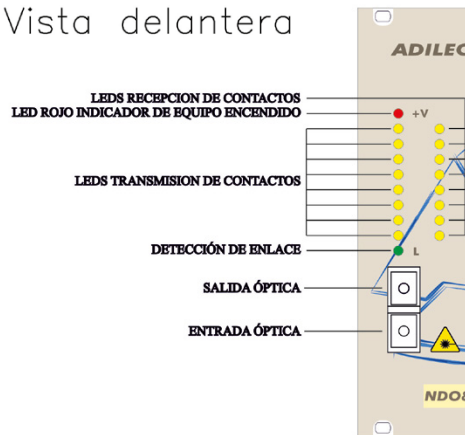 Vista delantera
ADILEC
LEDS RECEPCION DE CONTACTOS
LED ROJO INDICADOR DE EQUIPO ENCENDIDO
+V
LEDS TRANSMISION DE CONTACTOS
DETECCIÓN DE ENLACE
L
SALIDA ÓPTICA
ENTRADA ÓPTICA
NDO8